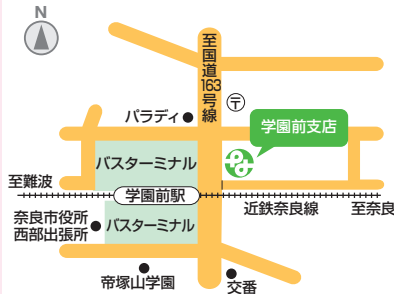 N
至国道163号線
〒
パラディ
学園前支店
バスターミナル
至難波
学園前駅
近鉄奈良線
至奈良
奈良市役所
西部出張所
バスターミナル
帝塚山学園
交番